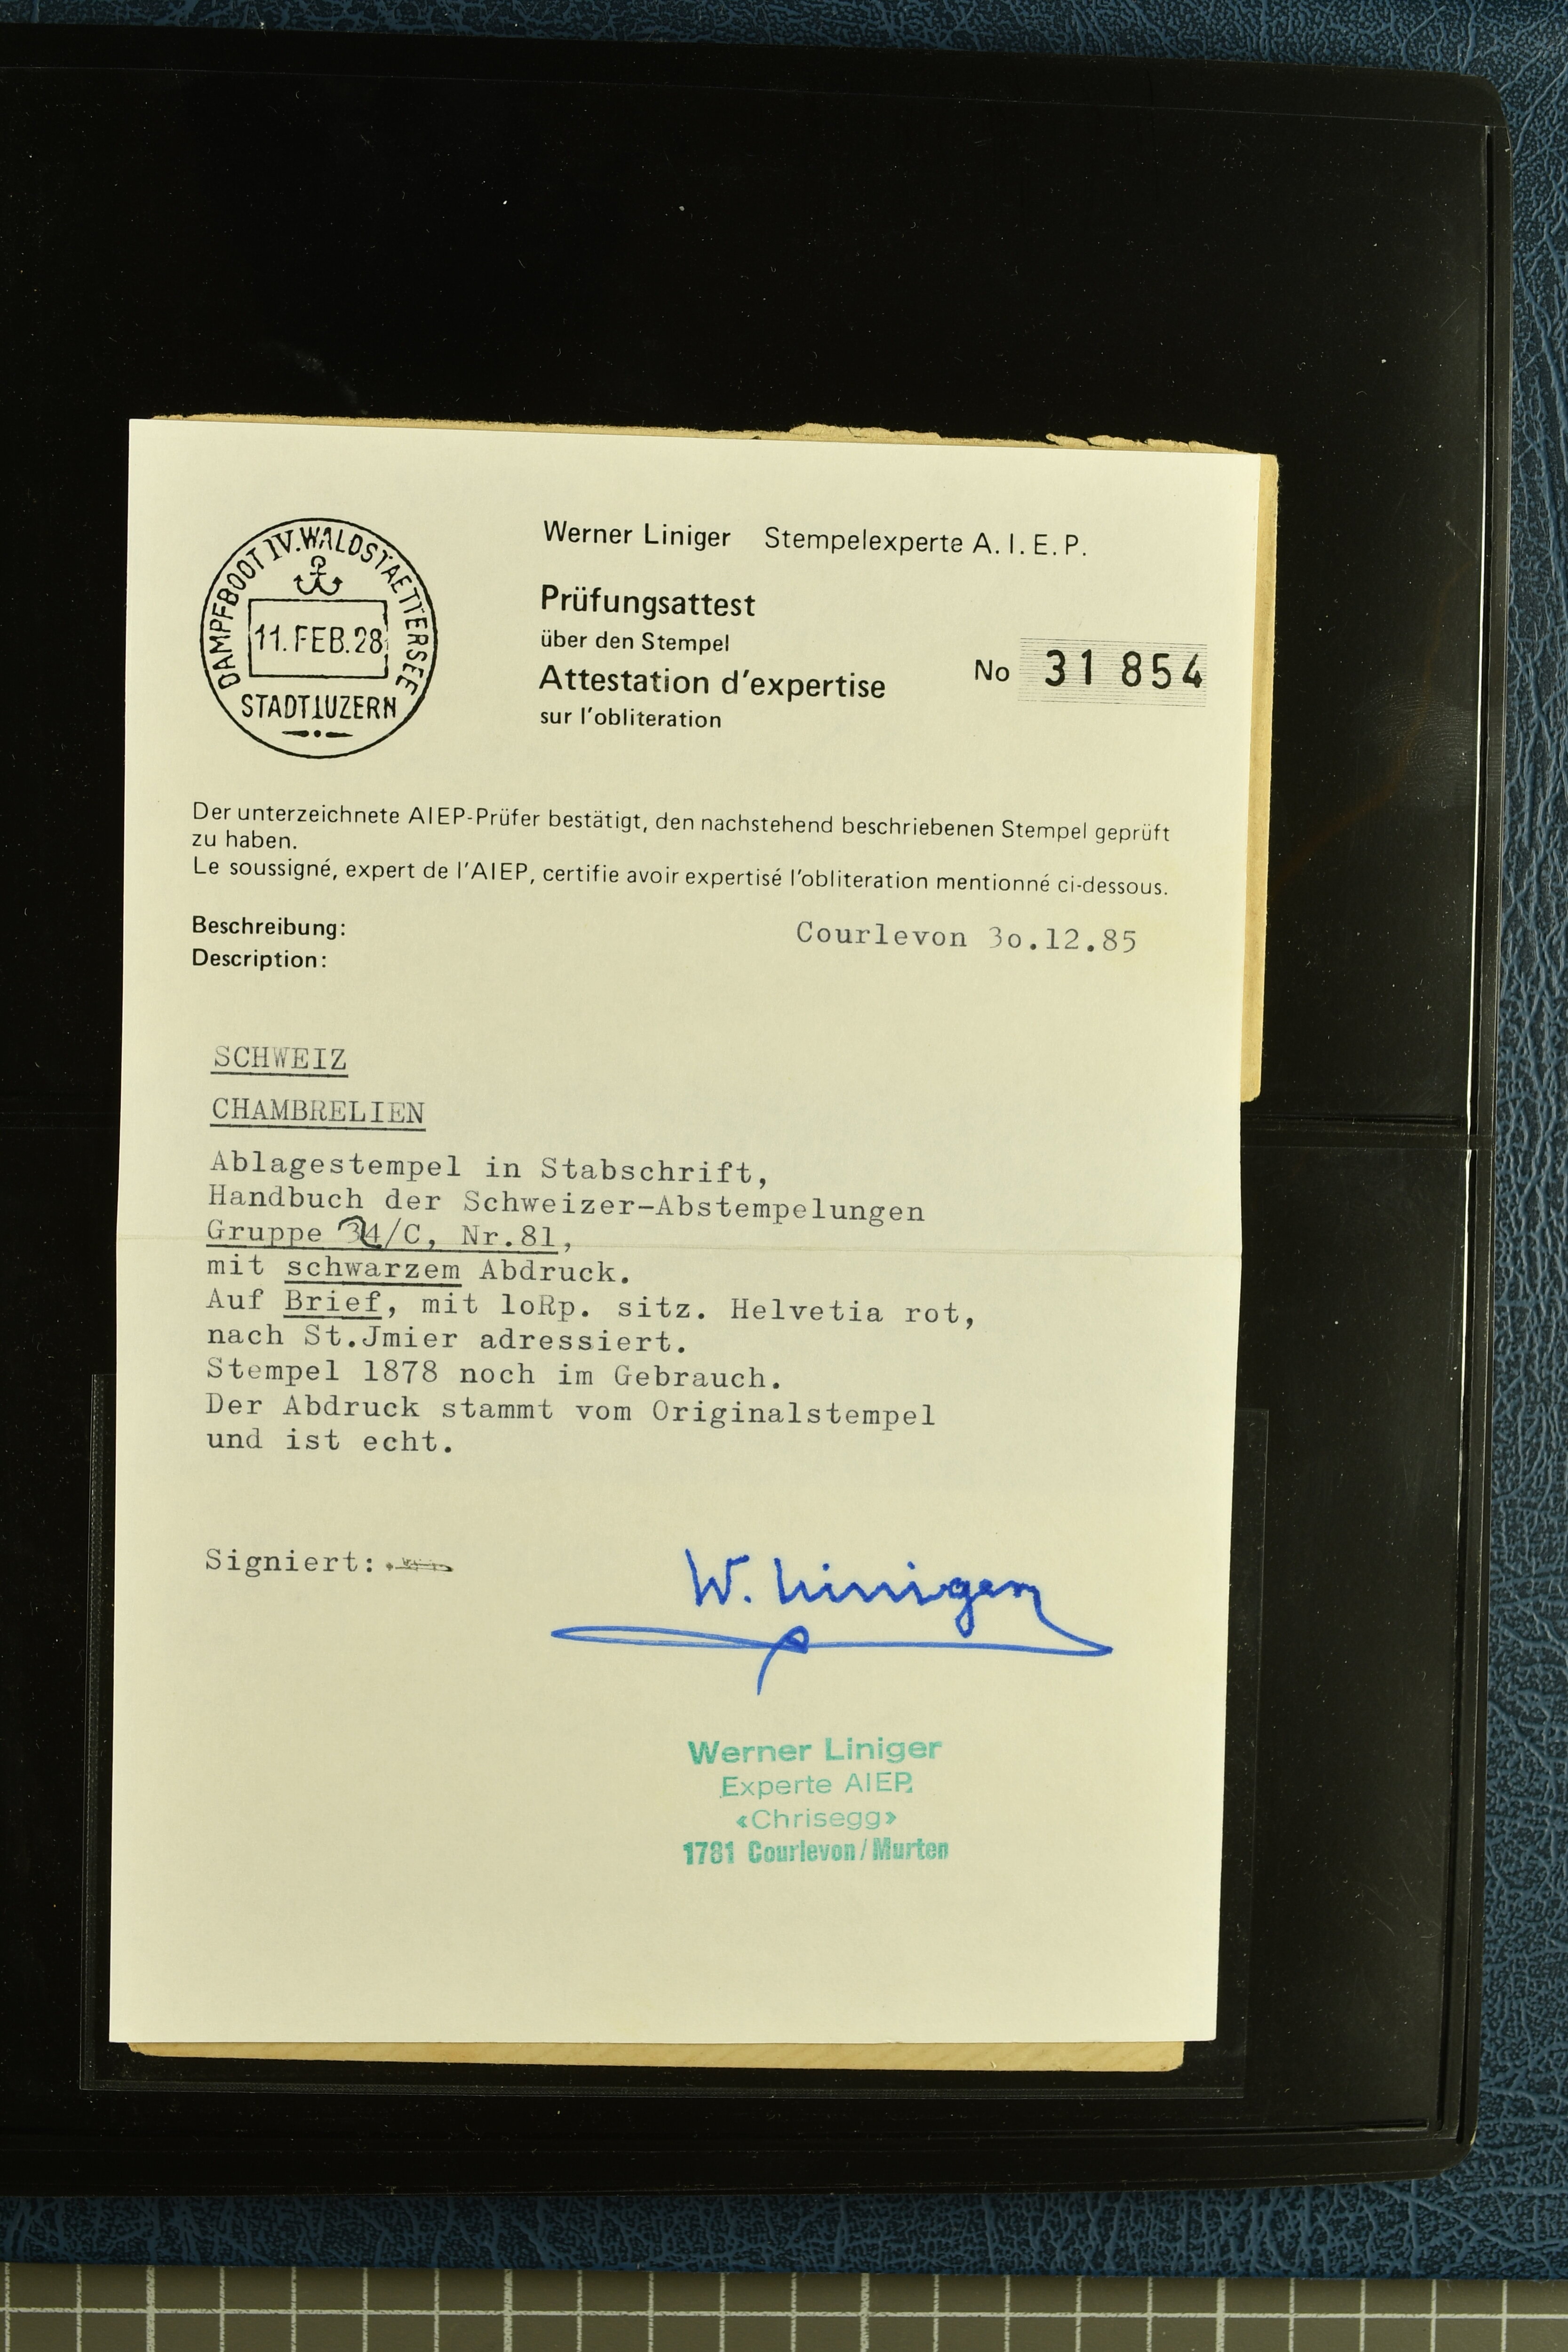 DAMPFBOOT IV. WALDSTAETTERSEE
11. FEB. 28
STADT LUZERN
Werner Liniger Stempelexperte A. I. E. P.
Prüfungsattest
über den Stempel
Attestation d'expertise
sur l'obliteration
No 31 854
Der unterzeichnete AIEP-Prüfer bestätigt, den nachstehend beschriebenen Stempel geprüft
zu haben.
Le soussigné, expert de l'AIEP, certifie avoir expertisé l'obliteration mentionné ci-dessous.
Beschreibung:
Description:
Courlevon 3o.12.85
SCHWEIZ
CHAMBRELIEN
Ablagestempel in Stabschrift,
Handbuch der Schweizer-Abstempelungen
Gruppe /C, Nr.81,
mit schwarzem Abdruck.
Auf Brief, mit loRp. sitz. Helvetia rot,
nach St.Jmier adressiert.
Stempel 1878 noch im Gebrauch.
Der Abdruck stammt vom Originalstempel
und ist echt.
Signiert:
W. Liniger
Werner Liniger
Experte AIEP.
«Chrisegg»
1781 Courlevon/Murten